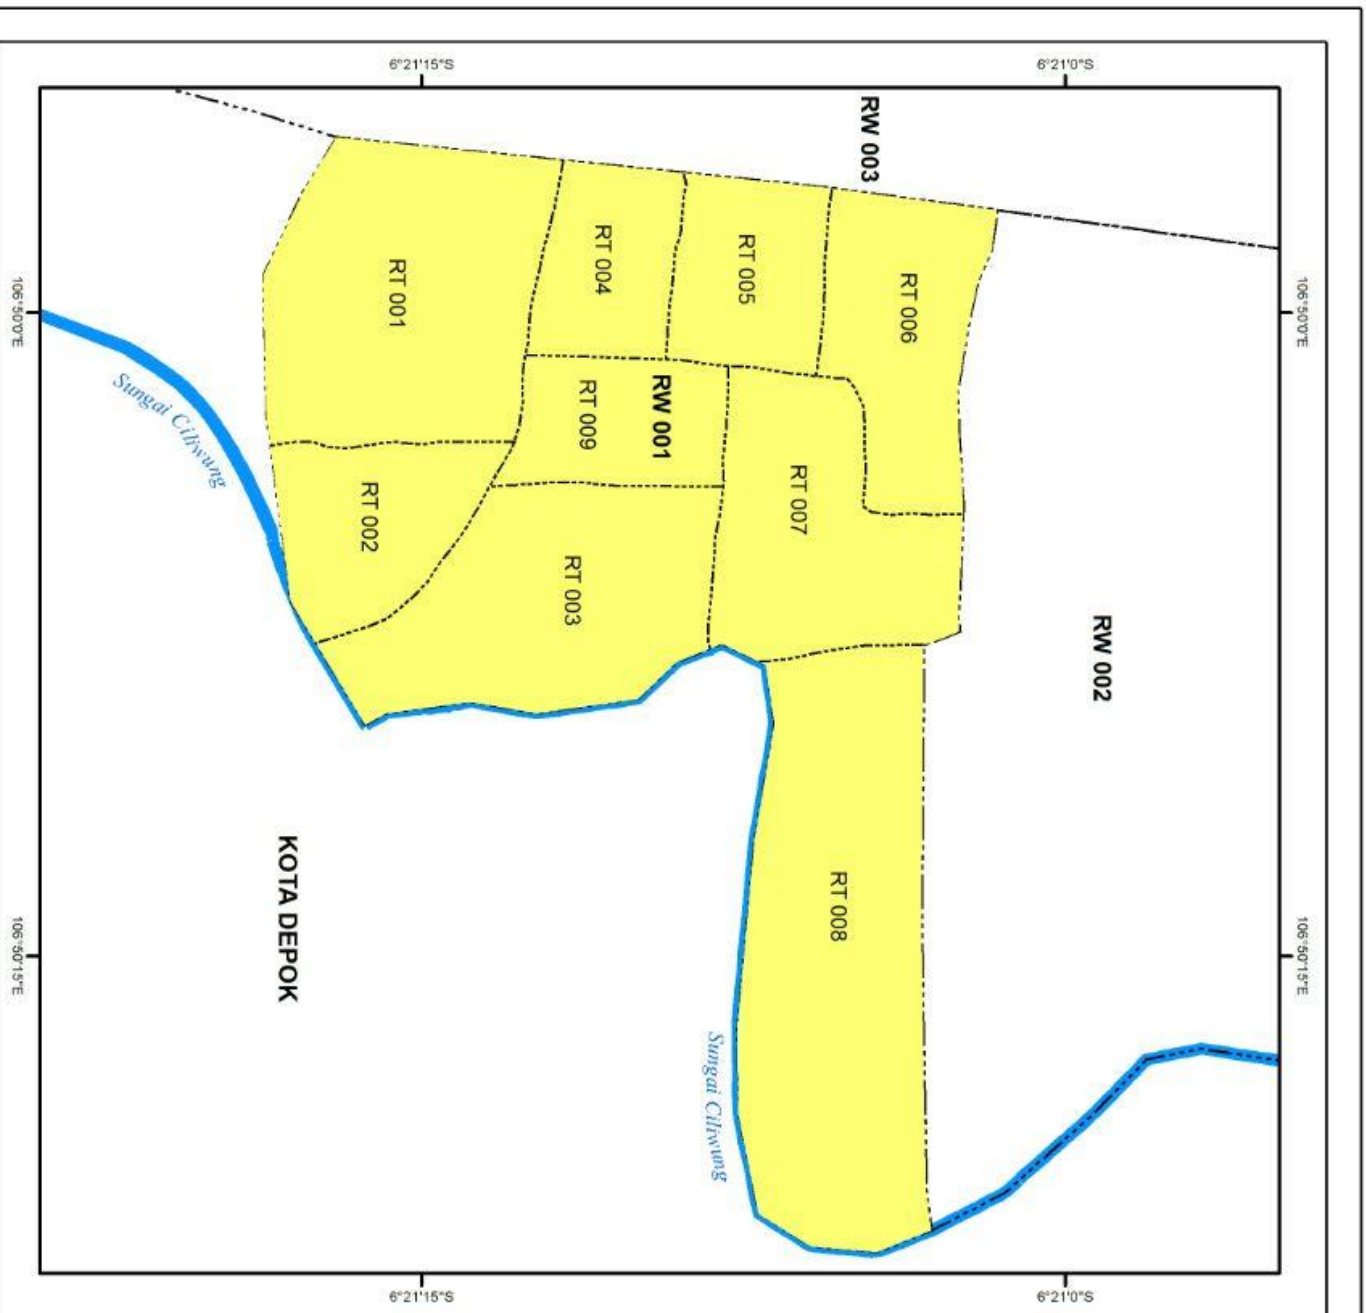 6°21'15"S
6°21'0"S
RW 003
RT 004
RT 005
RT 001
RT 006
106°50'0"E
106°50'0"E
Sungai Ciliwung
RT 009
RW 001
RT 007
RT 002
RT 003
RW 002
KOTA DEPOK
RT 008
106°50'15"E
106°50'15"E
Sungai Ciliwung
6°21'15"S
6°21'0"S